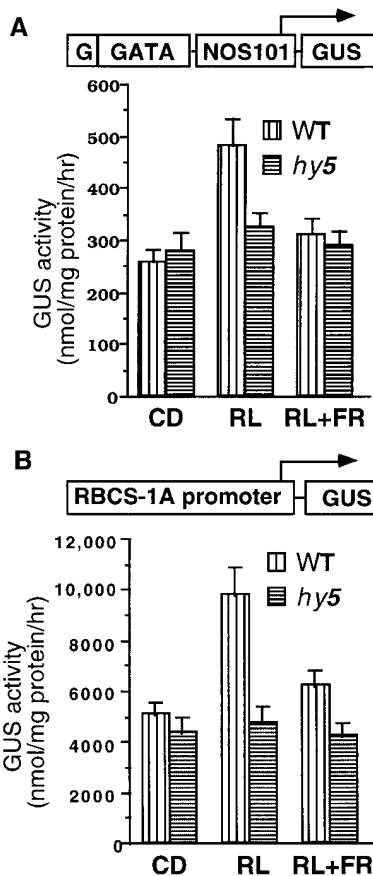 A
G GATA NOS101 GUS
600
500
400
300
200
100
0
GUS activity
(nmol/mg protein/hr)
WT
hy5
CD RL RL+FR
B
RBCS-1A promoter GUS
12,000
10,000
8000
6000
4000
2000
0
GUS activity
(nmol/mg protein/hr)
WT
hy5
CD RL RL+FR